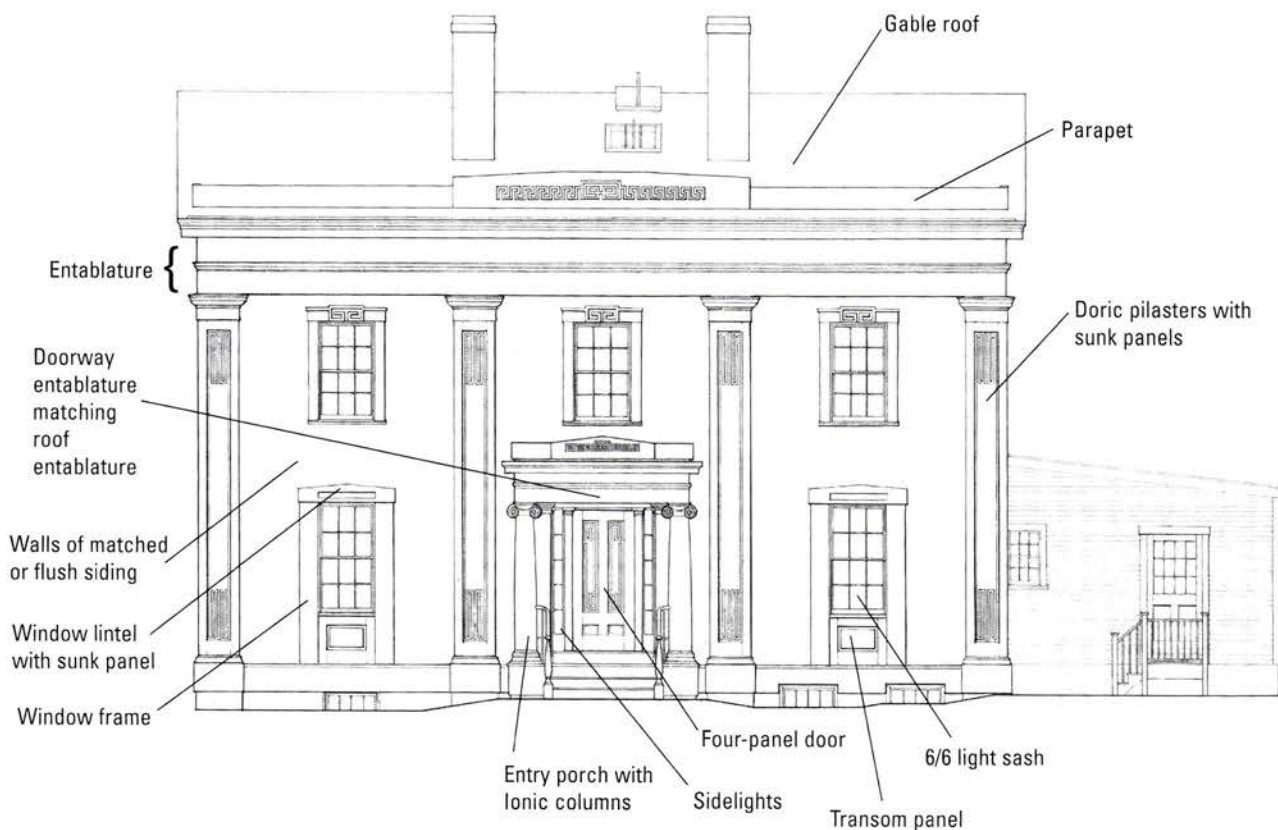 Gable roof
Parapet
Entablature
Doric pilasters with
sunk panels
Doorway
entablature
matching
roof
entablature
Walls of matched
or flush siding
Window lintel
with sunk panel
Window frame
Four-panel door
6/6 light sash
Entry porch with
Ionic columns
Sidelights
Transom panel